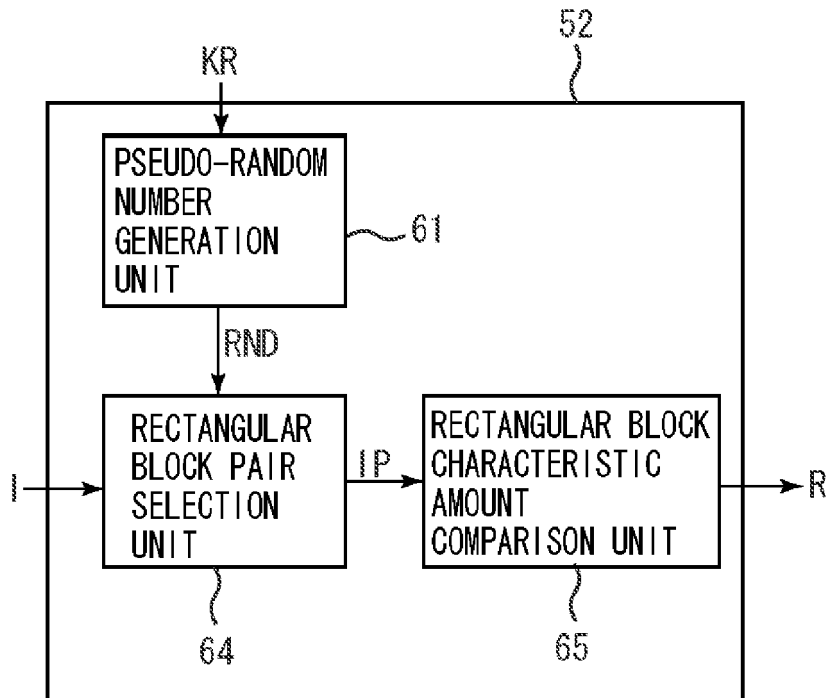 52
KR
PSEUDO-RANDOM
NUMBER
GENERATION
UNIT
61
RND
I
RECTANGULAR
BLOCK PAIR
SELECTION
UNIT
IP
RECTANGULAR BLOCK
CHARACTERISTIC
AMOUNT
COMPARISON UNIT
R
64
65